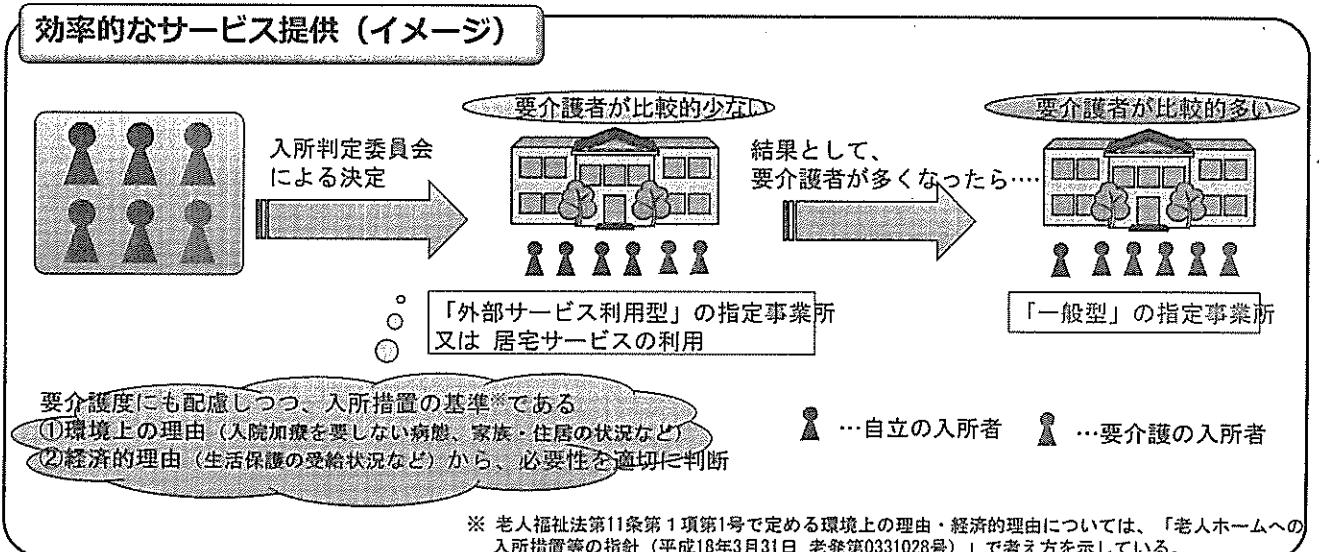 効率的なサービス提供（イメージ）
要介護者が比較的少ない
要介護者が比較的多い
入所判定委員会
による決定
結果として、
要介護者が多くなったら‥‥
「外部サービス利用型」の指定事業所
又は 居宅サービスの利用
「一般型」の指定事業所
要介護度にも配慮しつつ、入所措置の基準※である
①環境上の理由（入院加療を要しない病態、家族・住居の状況など）
②経済的理由（生活保護の受給状況など）から、必要性を適切に判断
…自立の入所者
…要介護の入所者
※ 老人福祉法第11条第１項第1号で定める環境上の理由・経済的理由については、「老人ホームへの
入所措置等の指針（平成18年3月31日 老発第0331028号）」で考え方を示している。